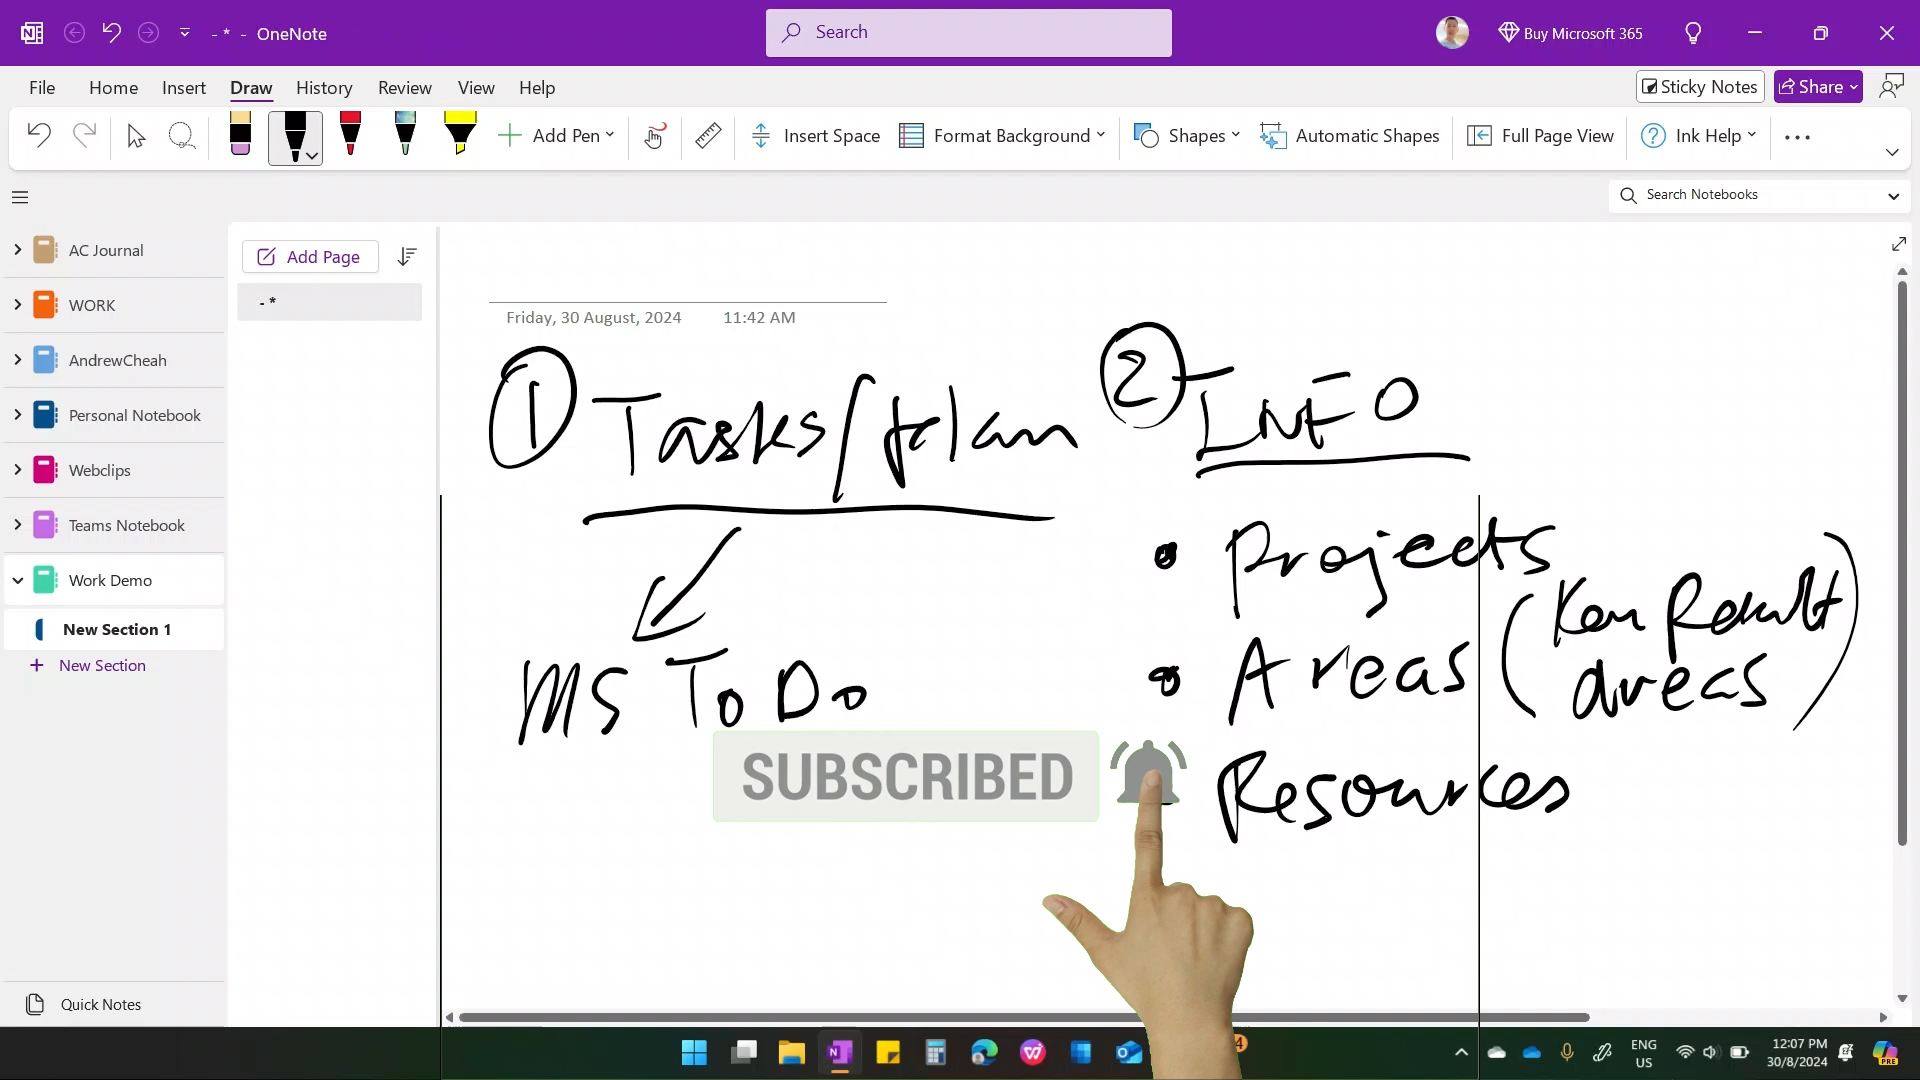 - * - OneNote
Search
Buy Microsoft 365
File Home Insert Draw History Review View Help
Sticky Notes
Share
Add Pen
Insert Space
Format Background
Shapes
Automatic Shapes
Full Page View
Ink Help
Search Notebooks
AC Journal
WORK
AndrewCheah
Personal Notebook
Webclips
Teams Notebook
Work Demo
New Section 1
+ New Section
Quick Notes
Add Page
- *
Friday, 30 August, 2024 11:42 AM
① Tasks/plan
MS To Do
② INFO
• Projects
• Areas (Key Result
areas)
Resources
SUBSCRIBED
4
ENG
US
12:07 PM
30/8/2024
PRE